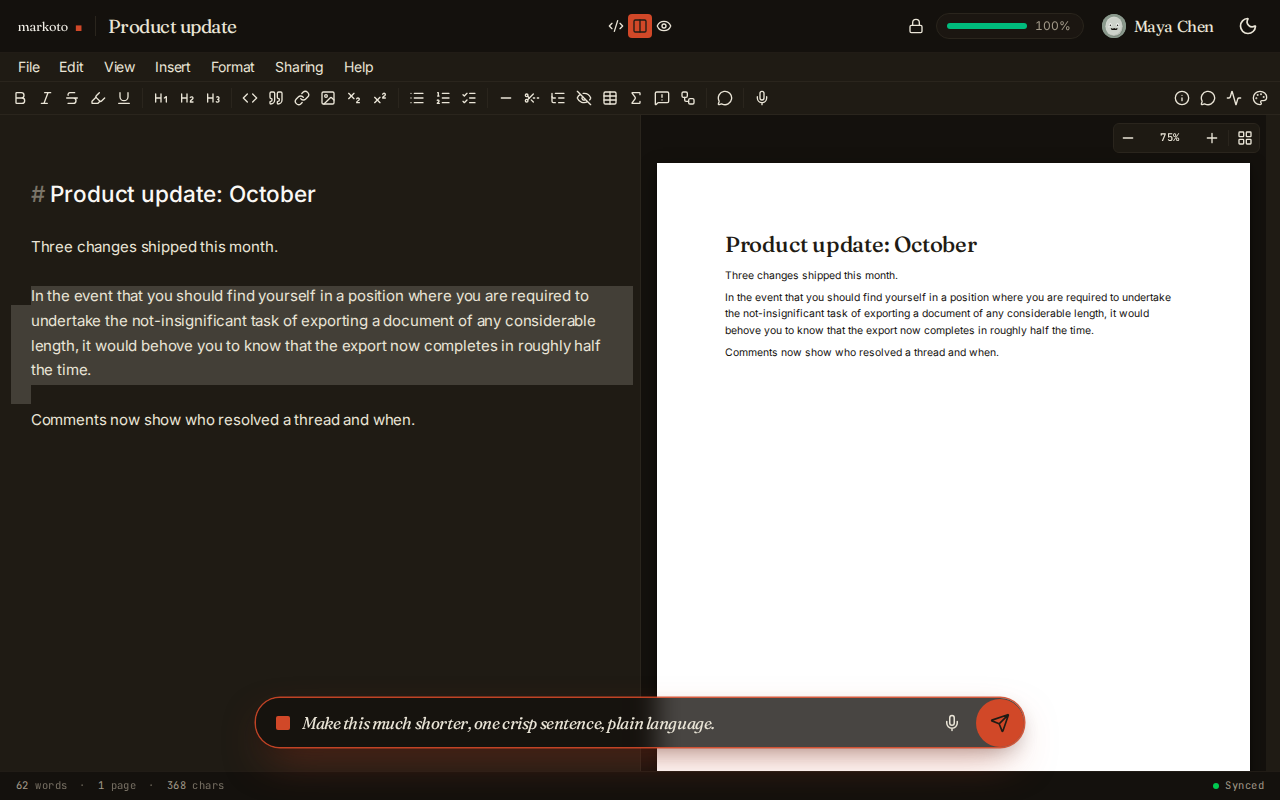 markoto
Product update
100%
Maya Chen
File Edit View Insert Format Sharing Help
H1 H2 H3
75%
# Product update: October
Three changes shipped this month.
In the event that you should find yourself in a position where you are required to
undertake the not-insignificant task of exporting a document of any considerable
length, it would behove you to know that the export now completes in roughly half
the time.
Comments now show who resolved a thread and when.
Product update: October
Three changes shipped this month.
In the event that you should find yourself in a position where you are required to undertake
the not-insignificant task of exporting a document of any considerable length, it would
behove you to know that the export now completes in roughly half the time.
Comments now show who resolved a thread and when.
Make this much shorter, one crisp sentence, plain language.
62 words · 1 page · 368 chars
Synced